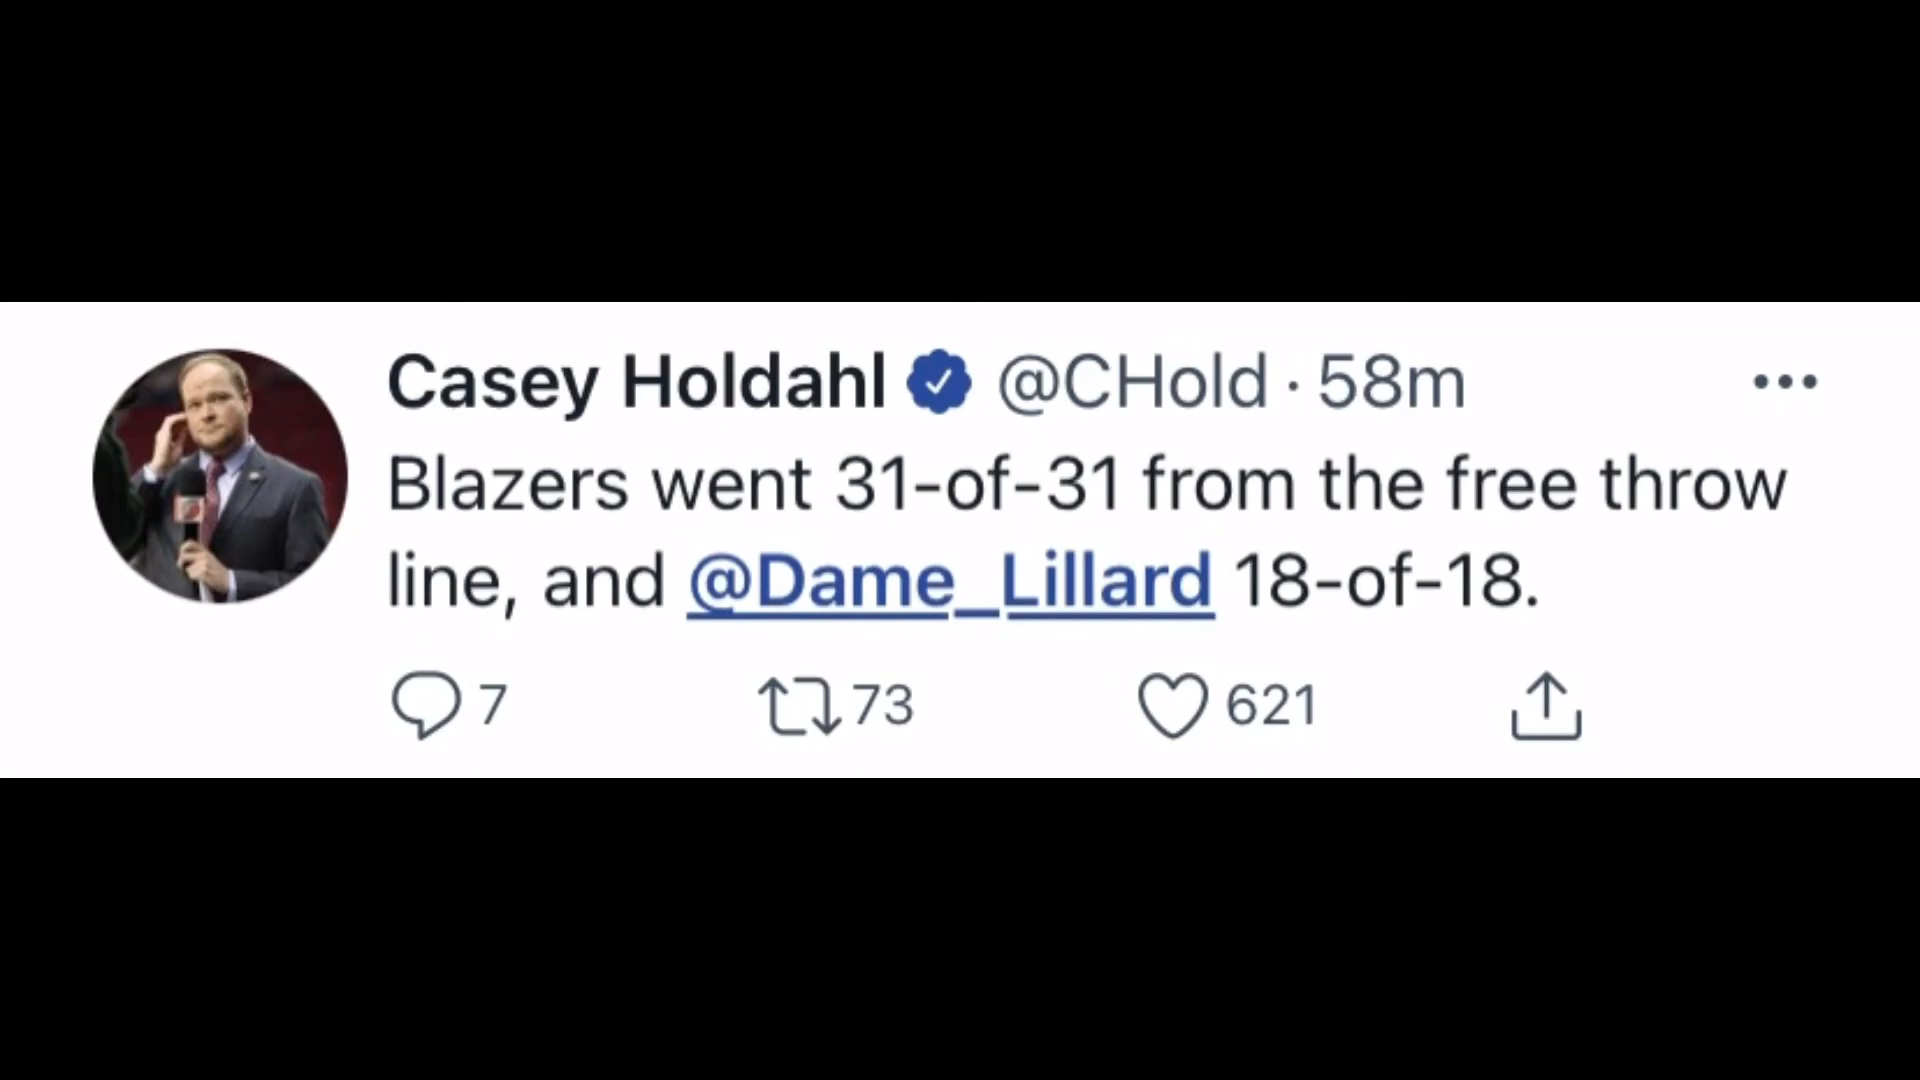 Casey Holdahl @CHold · 58m
Blazers went 31-of-31 from the free throw
line, and @Dame_Lillard 18-of-18.
7 73 621